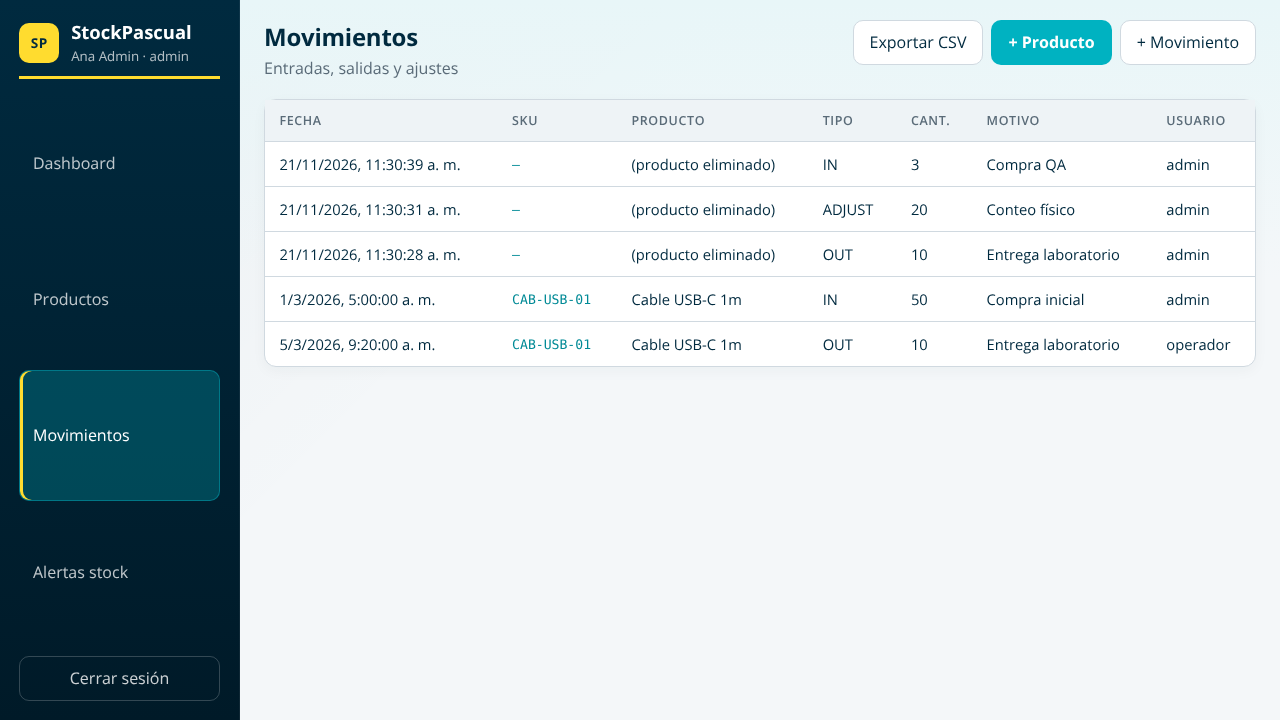 SP
StockPascual
Ana Admin · admin
Dashboard
Productos
Movimientos
Alertas stock
Cerrar sesión
Movimientos
Entradas, salidas y ajustes
Exportar CSV
+ Producto
+ Movimiento
FECHA SKU PRODUCTO TIPO CANT. MOTIVO USUARIO
21/11/2026, 11:30:39 a. m. — (producto eliminado) IN 3 Compra QA admin
21/11/2026, 11:30:31 a. m. — (producto eliminado) ADJUST 20 Conteo físico admin
21/11/2026, 11:30:28 a. m. — (producto eliminado) OUT 10 Entrega laboratorio admin
1/3/2026, 5:00:00 a. m. CAB-USB-01 Cable USB-C 1m IN 50 Compra inicial admin
5/3/2026, 9:20:00 a. m. CAB-USB-01 Cable USB-C 1m OUT 10 Entrega laboratorio operador